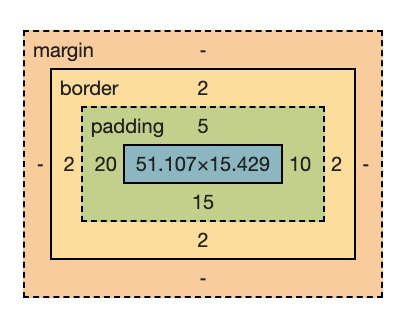 margin -
border 2
padding 5
- 2 20 51.107×15.429 10 2 -
15
2
-